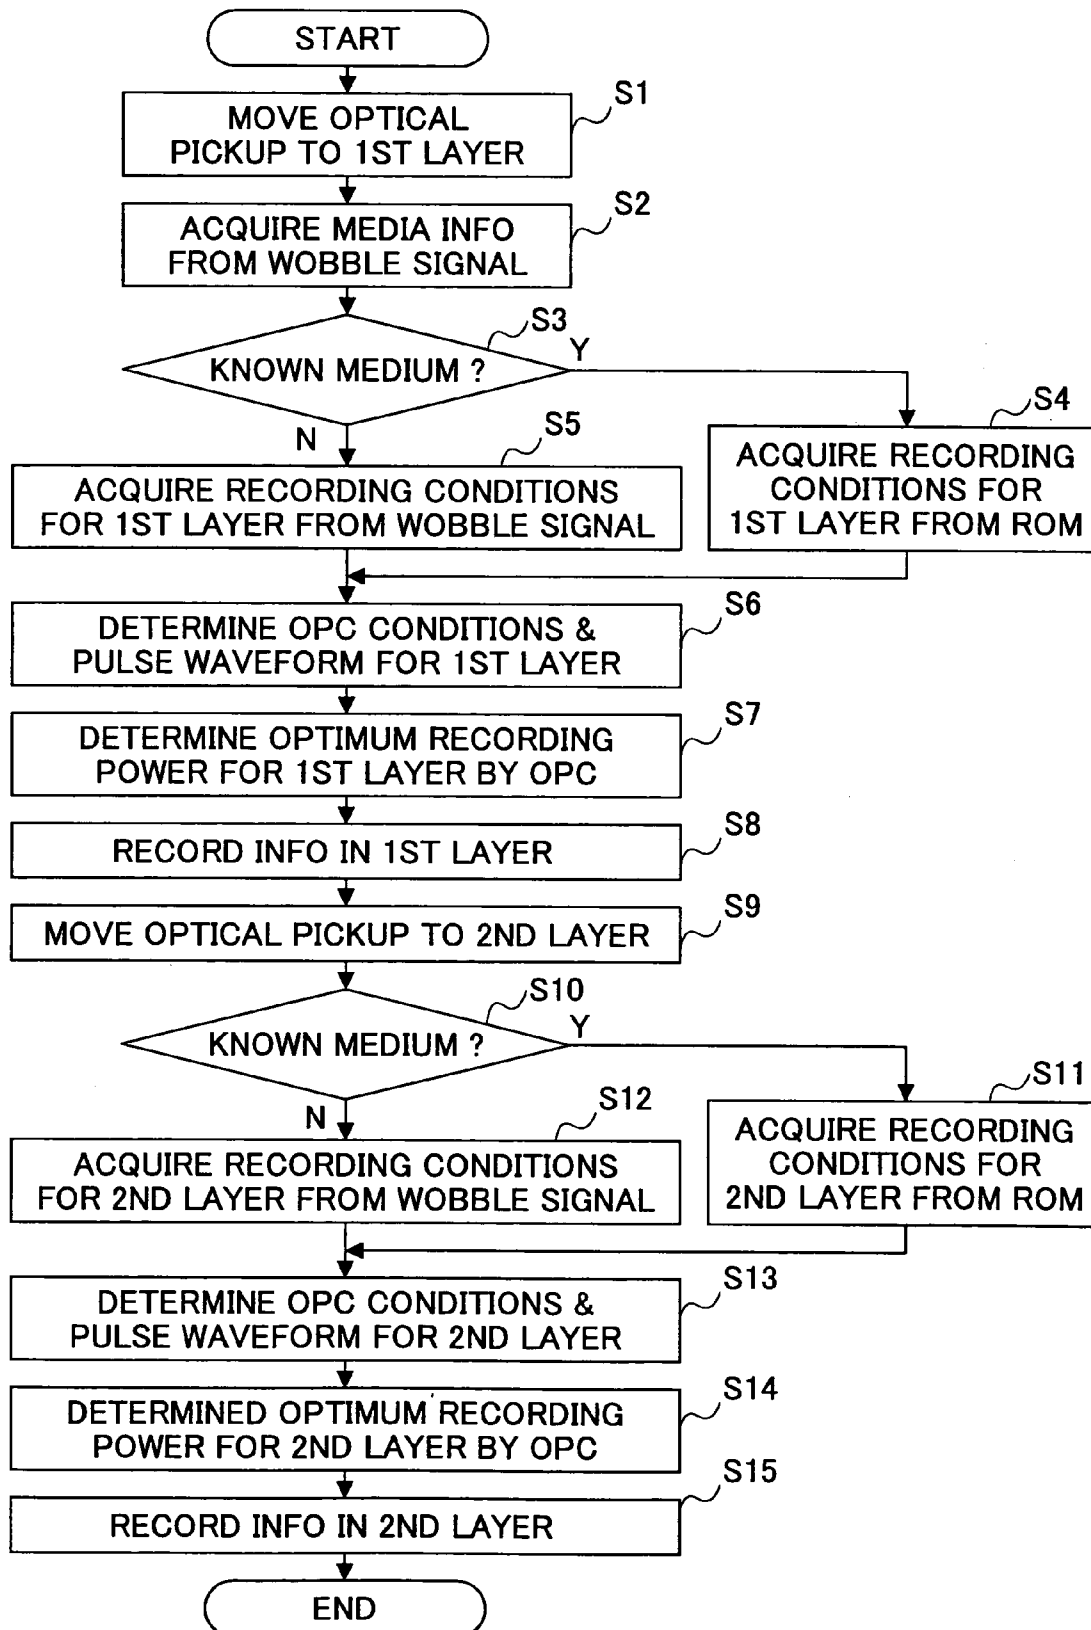 START
S1
MOVE OPTICAL
PICKUP TO 1ST LAYER
S2
ACQUIRE MEDIA INFO
FROM WOBBLE SIGNAL
S3
KNOWN MEDIUM ?
Y
N
S4
ACQUIRE RECORDING
CONDITIONS FOR
1ST LAYER FROM ROM
S5
ACQUIRE RECORDING CONDITIONS
FOR 1ST LAYER FROM WOBBLE SIGNAL
S6
DETERMINE OPC CONDITIONS &
PULSE WAVEFORM FOR 1ST LAYER
S7
DETERMINE OPTIMUM RECORDING
POWER FOR 1ST LAYER BY OPC
S8
RECORD INFO IN 1ST LAYER
S9
MOVE OPTICAL PICKUP TO 2ND LAYER
S10
KNOWN MEDIUM ?
Y
N
S11
ACQUIRE RECORDING
CONDITIONS FOR
2ND LAYER FROM ROM
S12
ACQUIRE RECORDING CONDITIONS
FOR 2ND LAYER FROM WOBBLE SIGNAL
S13
DETERMINE OPC CONDITIONS &
PULSE WAVEFORM FOR 2ND LAYER
S14
DETERMINED OPTIMUM RECORDING
POWER FOR 2ND LAYER BY OPC
S15
RECORD INFO IN 2ND LAYER
END